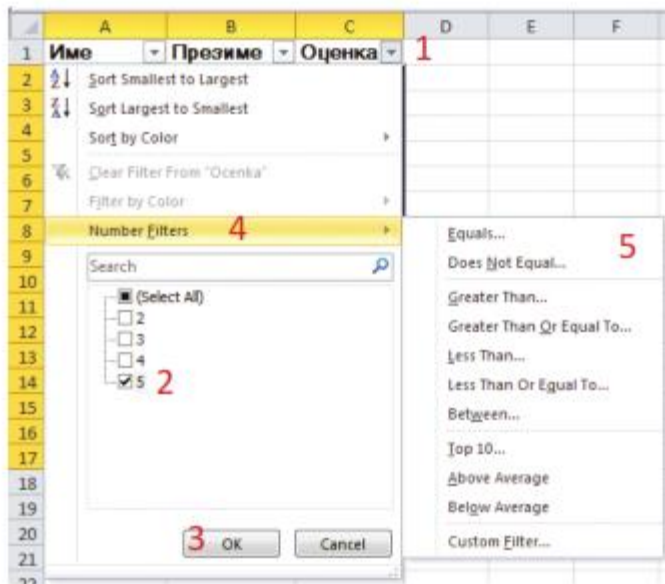 A B C D E F
1 Име Презиме Оценка 1
2 Sort Smallest to Largest
3 Sort Largest to Smallest
4 Sort by Color
5
6 Clear Filter From "Ocenka"
7 Filter by Color
8 Number Filters 4 Equals... 5
9 Search Does Not Equal...
10 (Select All) Greater Than...
11 2
12 3 Greater Than Or Equal To...
13 4 Less Than...
14 5 2 Less Than Or Equal To...
15 Between...
16 Top 10...
17
18 Above Average
19 Below Average
20 3 OK Cancel Custom Filter...
21
22